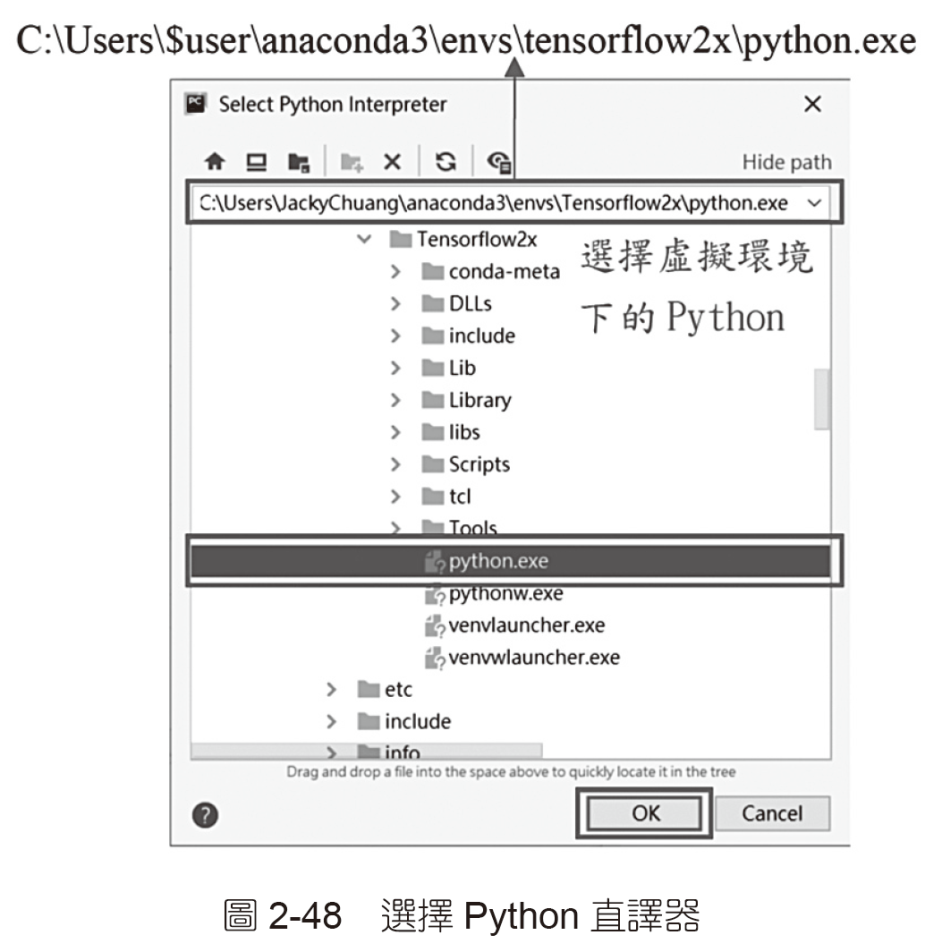 C:\Users\$user\anaconda3\envs\tensorflow2x\python.exe
PC Select Python Interpreter
Hide path
C:\Users\JackyChuang\anaconda3\envs\Tensorflow2x\python.exe
Tensorflow2x
選擇虛擬環境
conda-meta
DLLs
下的 Python
include
Lib
Library
libs
Scripts
tcl
Tools
python.exe
pythonw.exe
venvlauncher.exe
venvwlauncher.exe
etc
include
info
Drag and drop a file into the space above to quickly locate it in the tree
? OK Cancel
圖 2-48 選擇 Python 直譯器